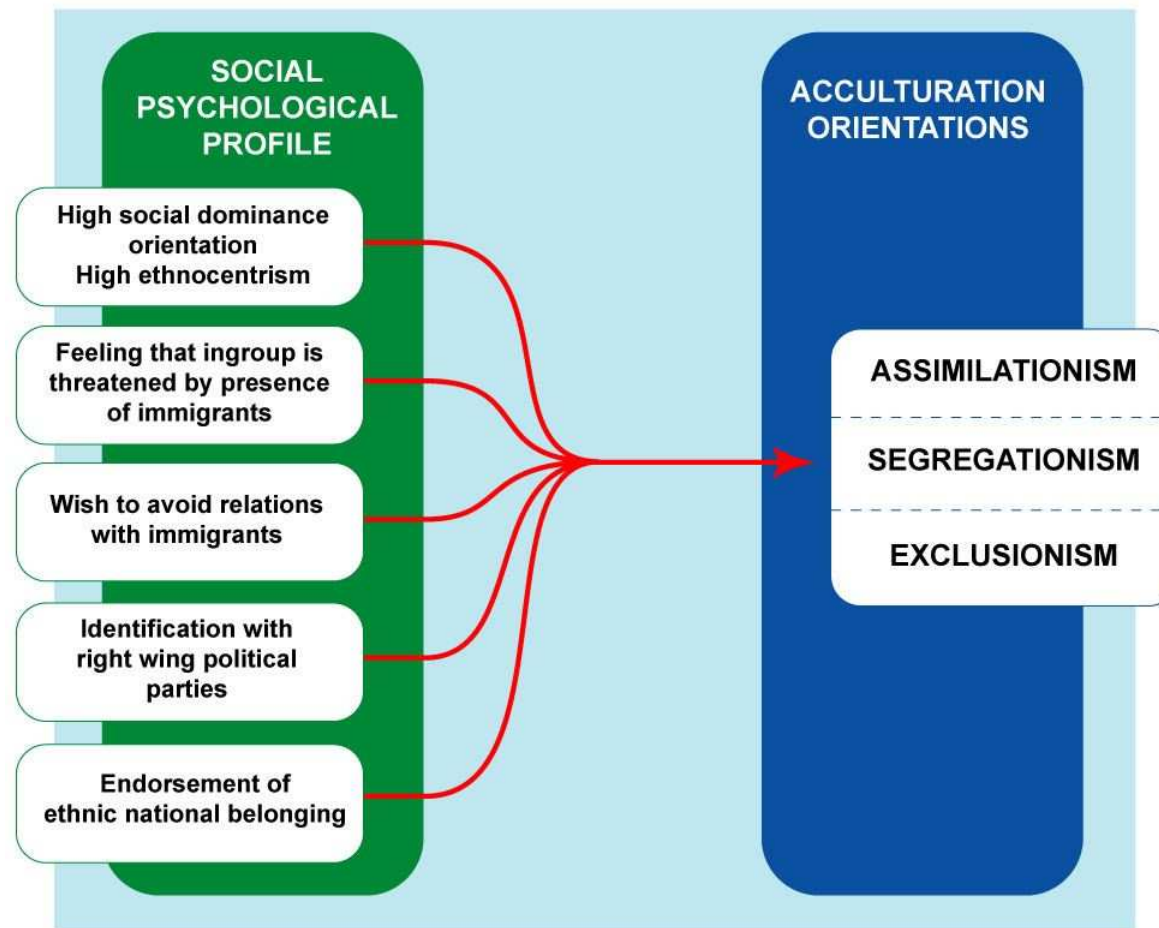 SOCIAL
PSYCHOLOGICAL
PROFILE
High social dominance
orientation
High ethnocentrism
Feeling that ingroup is
threatened by presence
of immigrants
Wish to avoid relations
with immigrants
Identification with
right wing political
parties
Endorsement of
ethnic national belonging
ACCULTURATION
ORIENTATIONS
ASSIMILATIONISM
SEGREGATIONISM
EXCLUSIONISM